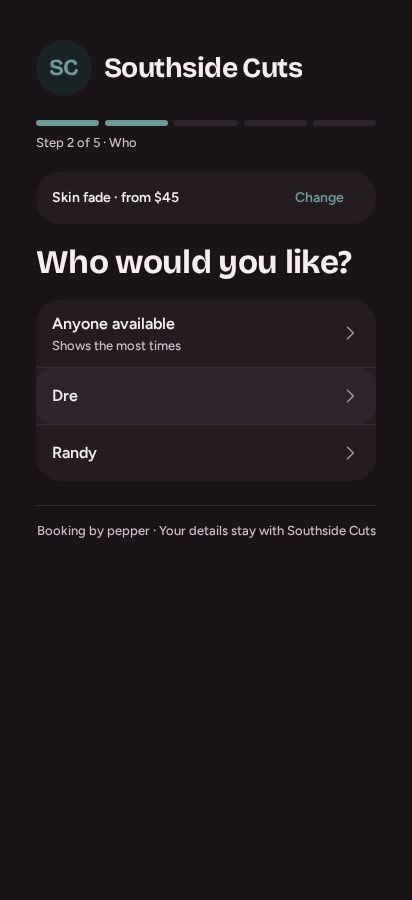 SC
Southside Cuts
Step 2 of 5 · Who
Skin fade · from $45
Change
Who would you like?
Anyone available
Shows the most times
Dre
Randy
Booking by pepper · Your details stay with Southside Cuts